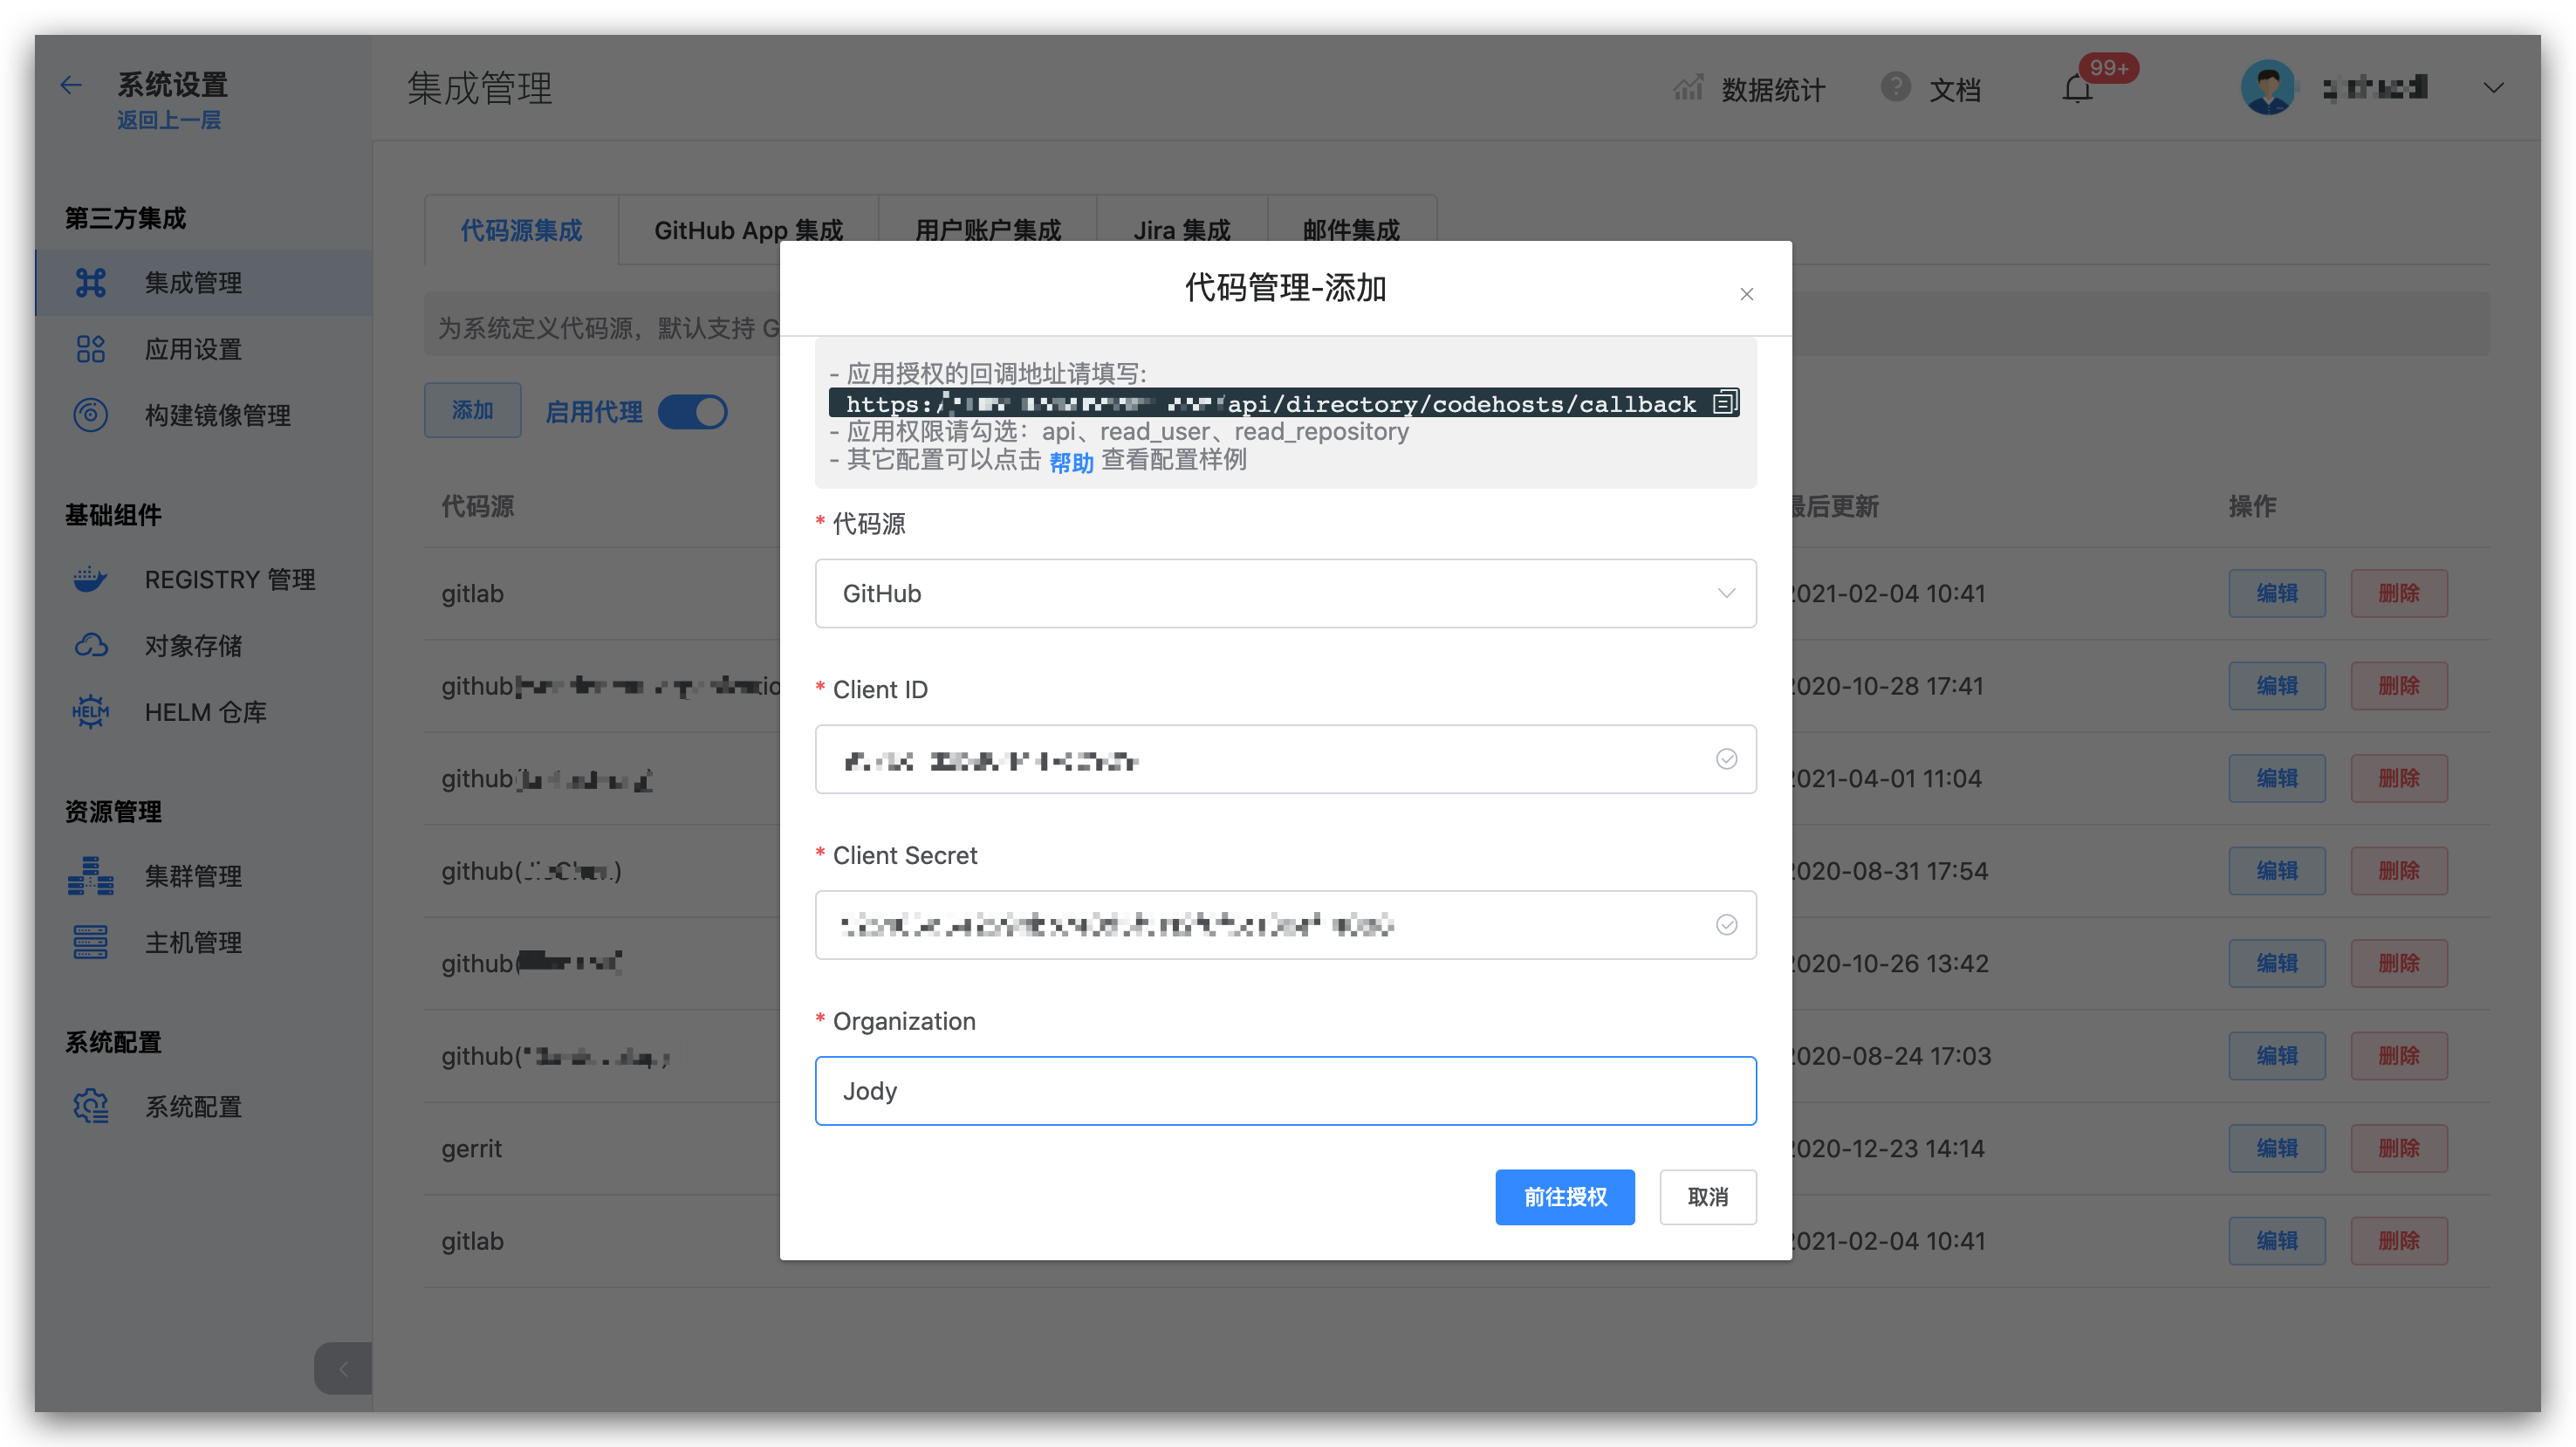 系统设置
返回上一层
第三方集成
集成管理
应用设置
构建镜像管理
基础组件
REGISTRY 管理
对象存储
HELM 仓库
资源管理
集群管理
主机管理
系统配置
系统配置
集成管理
数据统计
文档
99+
代码源集成
GitHub App 集成
用户账户集成
Jira 集成
邮件集成
为系统定义代码源，默认支持 G
添加
启用代理
代码源
最后更新
操作
gitlab
2021-02-04 10:41
编辑
删除
github
2020-10-28 17:41
编辑
删除
github(
2021-04-01 11:04
编辑
删除
github(
2020-08-31 17:54
编辑
删除
github(
2020-10-26 13:42
编辑
删除
github(
2020-08-24 17:03
编辑
删除
gerrit
2020-12-23 14:14
编辑
删除
gitlab
2021-02-04 10:41
编辑
删除
代码管理-添加
- 应用授权的回调地址请填写:
https:/ /api/directory/codehosts/callback
- 应用权限请勾选：api、read_user、read_repository
- 其它配置可以点击 帮助 查看配置样例
* 代码源
GitHub
* Client ID
* Client Secret
* Organization
Jody
前往授权
取消